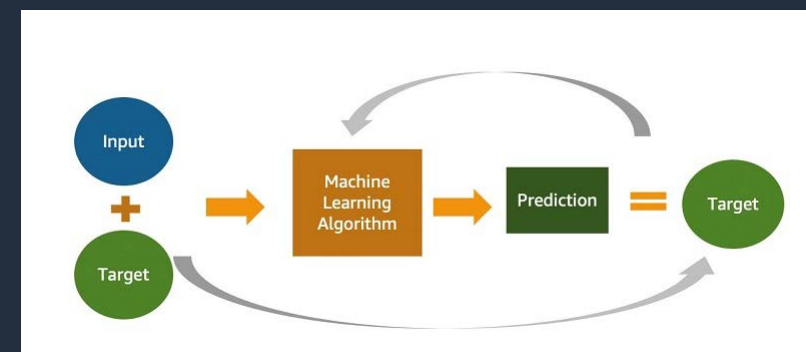 Input
+
Target
Machine
Learning
Algorithm
Prediction
=
Target